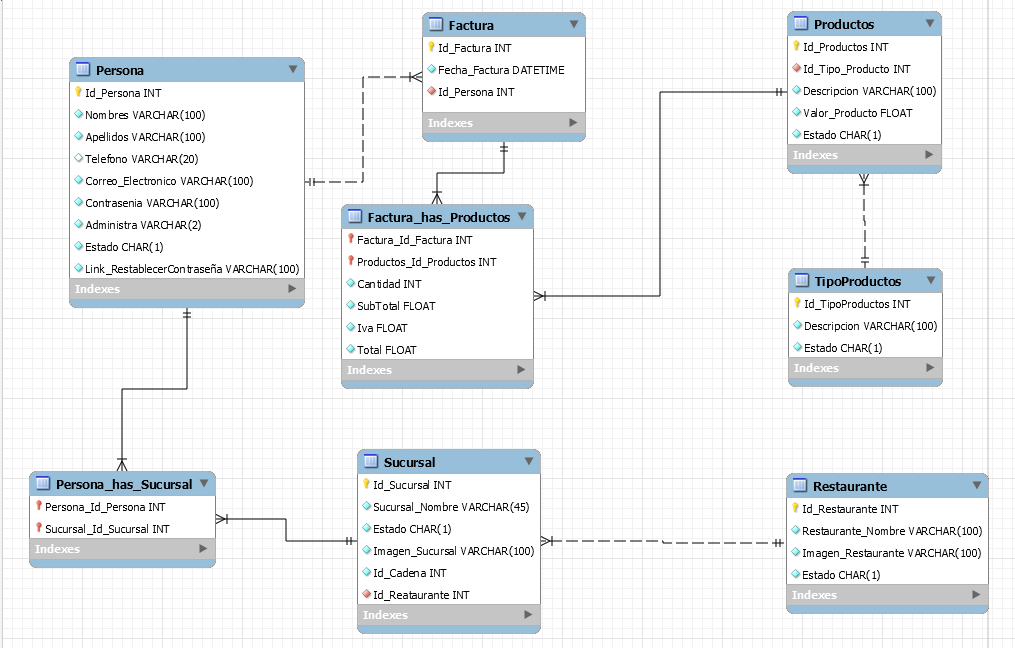 Persona
Id_Persona INT
Nombres VARCHAR(100)
Apellidos VARCHAR(100)
Telefono VARCHAR(20)
Correo_Electronico VARCHAR(100)
Contrasenia VARCHAR(100)
Administra VARCHAR(2)
Estado CHAR(1)
Link_RestablecerContraseña VARCHAR(100)
Indexes
Factura
Id_Factura INT
Fecha_Factura DATETIME
Id_Persona INT
Indexes
Productos
Id_Productos INT
Id_Tipo_Producto INT
Descripcion VARCHAR(100)
Valor_Producto FLOAT
Estado CHAR(1)
Indexes
Factura_has_Productos
Factura_Id_Factura INT
Productos_Id_Productos INT
Cantidad INT
SubTotal FLOAT
Iva FLOAT
Total FLOAT
Indexes
TipoProductos
Id_TipoProductos INT
Descripcion VARCHAR(100)
Estado CHAR(1)
Indexes
Persona_has_Sucursal
Persona_Id_Persona INT
Sucursal_Id_Sucursal INT
Indexes
Sucursal
Id_Sucursal INT
Sucursal_Nombre VARCHAR(45)
Estado CHAR(1)
Imagen_Sucursal VARCHAR(100)
Id_Cadena INT
Id_Reataurante INT
Indexes
Restaurante
Id_Restaurante INT
Restaurante_Nombre VARCHAR(100)
Imagen_Restaurante VARCHAR(100)
Estado CHAR(1)
Indexes